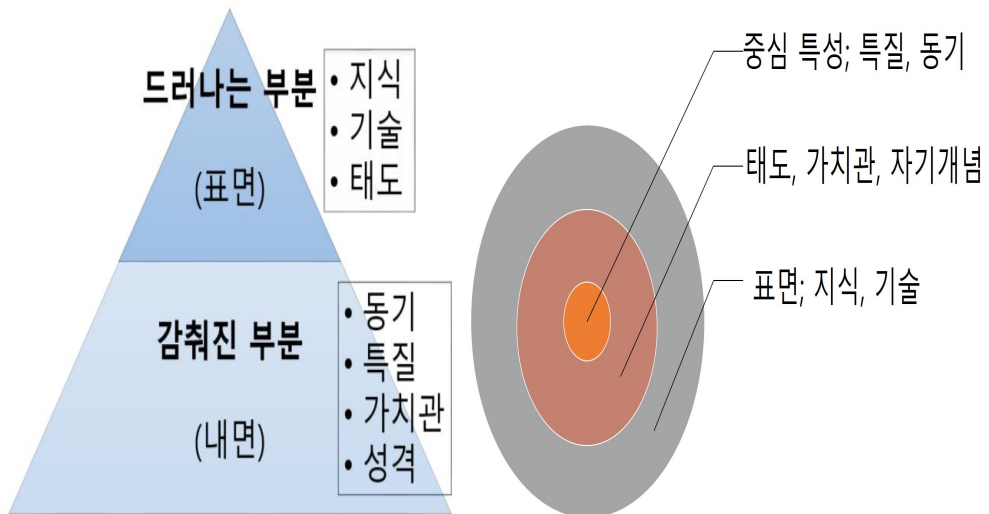 드러나는 부분
(표면)
• 지식
• 기술
• 태도
감춰진 부분
(내면)
• 동기
• 특질
• 가치관
• 성격
중심 특성; 특질, 동기
태도, 가치관, 자기개념
표면; 지식, 기술